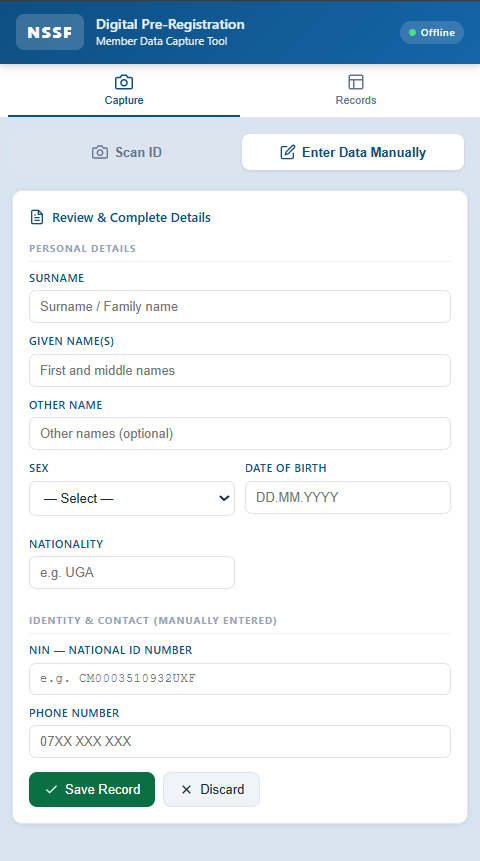 NSSF
Digital Pre-Registration
Member Data Capture Tool
Offline
Capture
Records
Scan ID
Enter Data Manually
Review & Complete Details
PERSONAL DETAILS
SURNAME
Surname / Family name
GIVEN NAME(S)
First and middle names
OTHER NAME
Other names (optional)
SEX
DATE OF BIRTH
— Select —
DD.MM.YYYY
NATIONALITY
e.g. UGA
IDENTITY & CONTACT (MANUALLY ENTERED)
NIN — NATIONAL ID NUMBER
e.g. CM0003510932UXF
PHONE NUMBER
07XX XXX XXX
Save Record
Discard